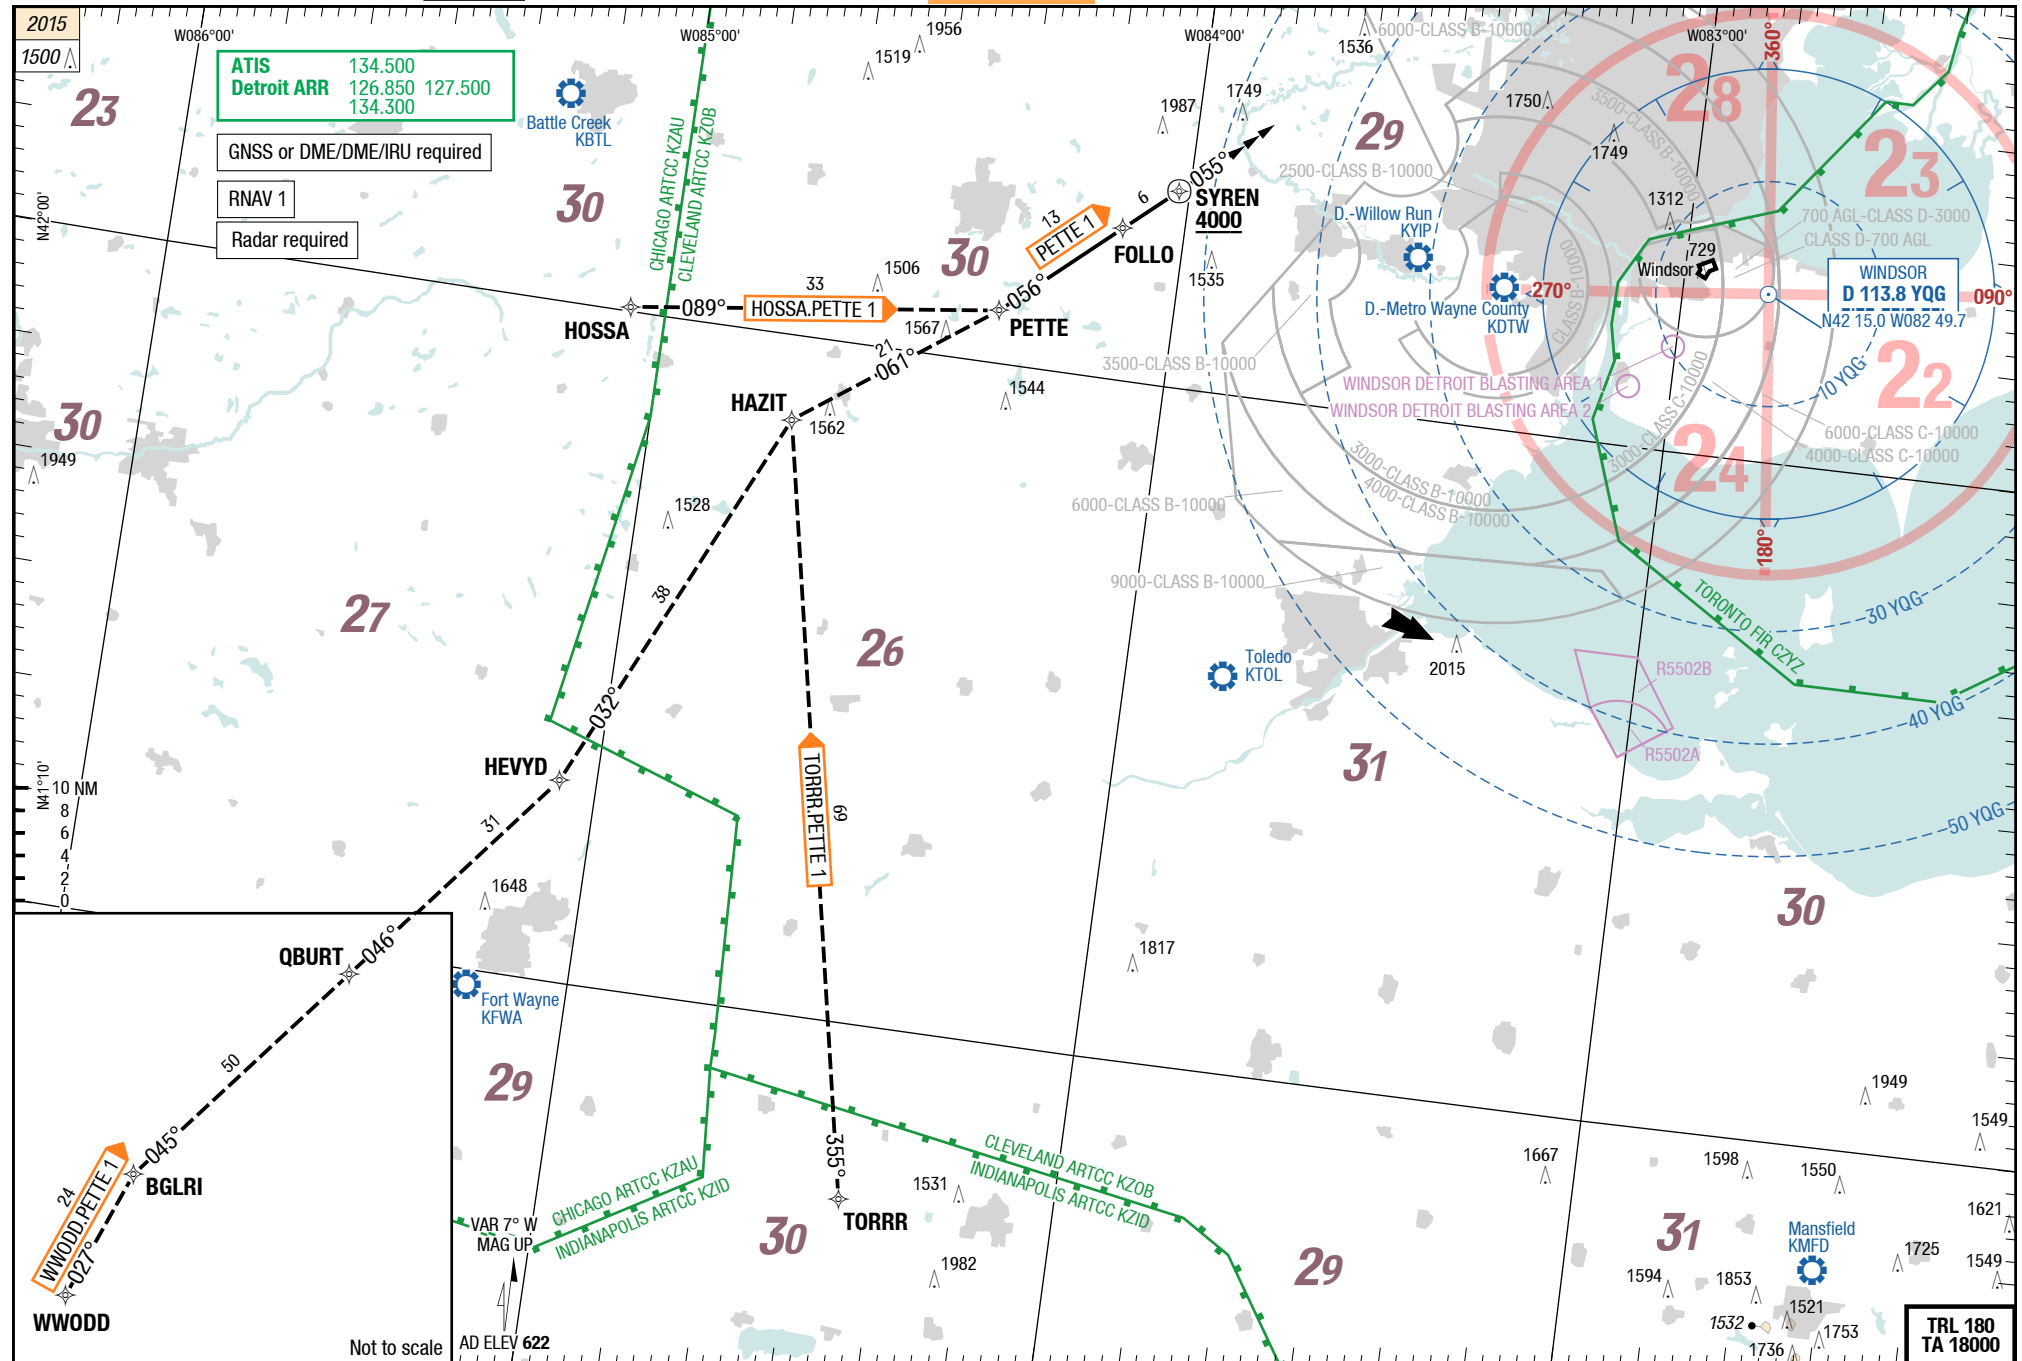 2015
1500
W086°00'
W085°00'
W084°00'
W083°00'
ATIS 134.500
Detroit ARR 126.850 127.500
134.300
GNSS or DME/DME/IRU required
RNAV 1
Radar required
23
Battle Creek
KBTL
30
CHICAGO ARTCC KZAU
CLEVELAND ARTCC KZOB
1519
1956
1987
1749
1536
6000-CLASS B-10000
29
1750
28
3500-CLASS B-10000
1749
360°
23
2500-CLASS B-10000
055°
SYREN
4000
6
13
PETTE 1
FOLLO
30
056°
1535
D.-Willow Run
KYIP
1312
700 AGL-CLASS D-3000
CLASS D-700 AGL
729
Windsor
WINDSOR
D 113.8 YQG
N42 15.0 W082 49.7
090°
270°
N42°00'
HOSSA
089°
33
HOSSA.PETTE 1
1506
1567
PETTE
21
061°
D.-Metro Wayne County
KDTW
CLASS B-10000
3500-CLASS B-10000
WINDSOR DETROIT BLASTING AREA 1
WINDSOR DETROIT BLASTING AREA 2
10 YQG
22
3000-CLASS C-10000
6000-CLASS C-10000
4000-CLASS C-10000
24
30
1949
HAZIT
1562
1544
3000-CLASS B-10000
4000-CLASS B-10000
6000-CLASS B-10000
1528
9000-CLASS B-10000
180°
27
38
26
30 YQG
TORONTO FIR CZYZ
Toledo
KTOL
2015
R5502B
R5502A
40 YQG
032°
HEVYD
31
N41°10'
10 NM
8
6
4
2
0
31
TORRR.PETTE 1
69
50 YQG
1648
30
QBURT
046°
Fort Wayne
KFWA
1817
50
29
1949
1549
045°
BGLRI
24
WWODD.PETTE 1
027°
WWODD
Not to scale
CHICAGO ARTCC KZAU
INDIANAPOLIS ARTCC KZID
VAR 7° W
MAG UP
AD ELEV 622
355°
TORRR
30
1531
1982
CLEVELAND ARTCC KZOB
INDIANAPOLIS ARTCC KZID
29
1667
1598
1550
1621
31
Mansfield
KMFD
1725
1549
1594
1853
1521
1532
1753
1736
TRL 180
TA 18000